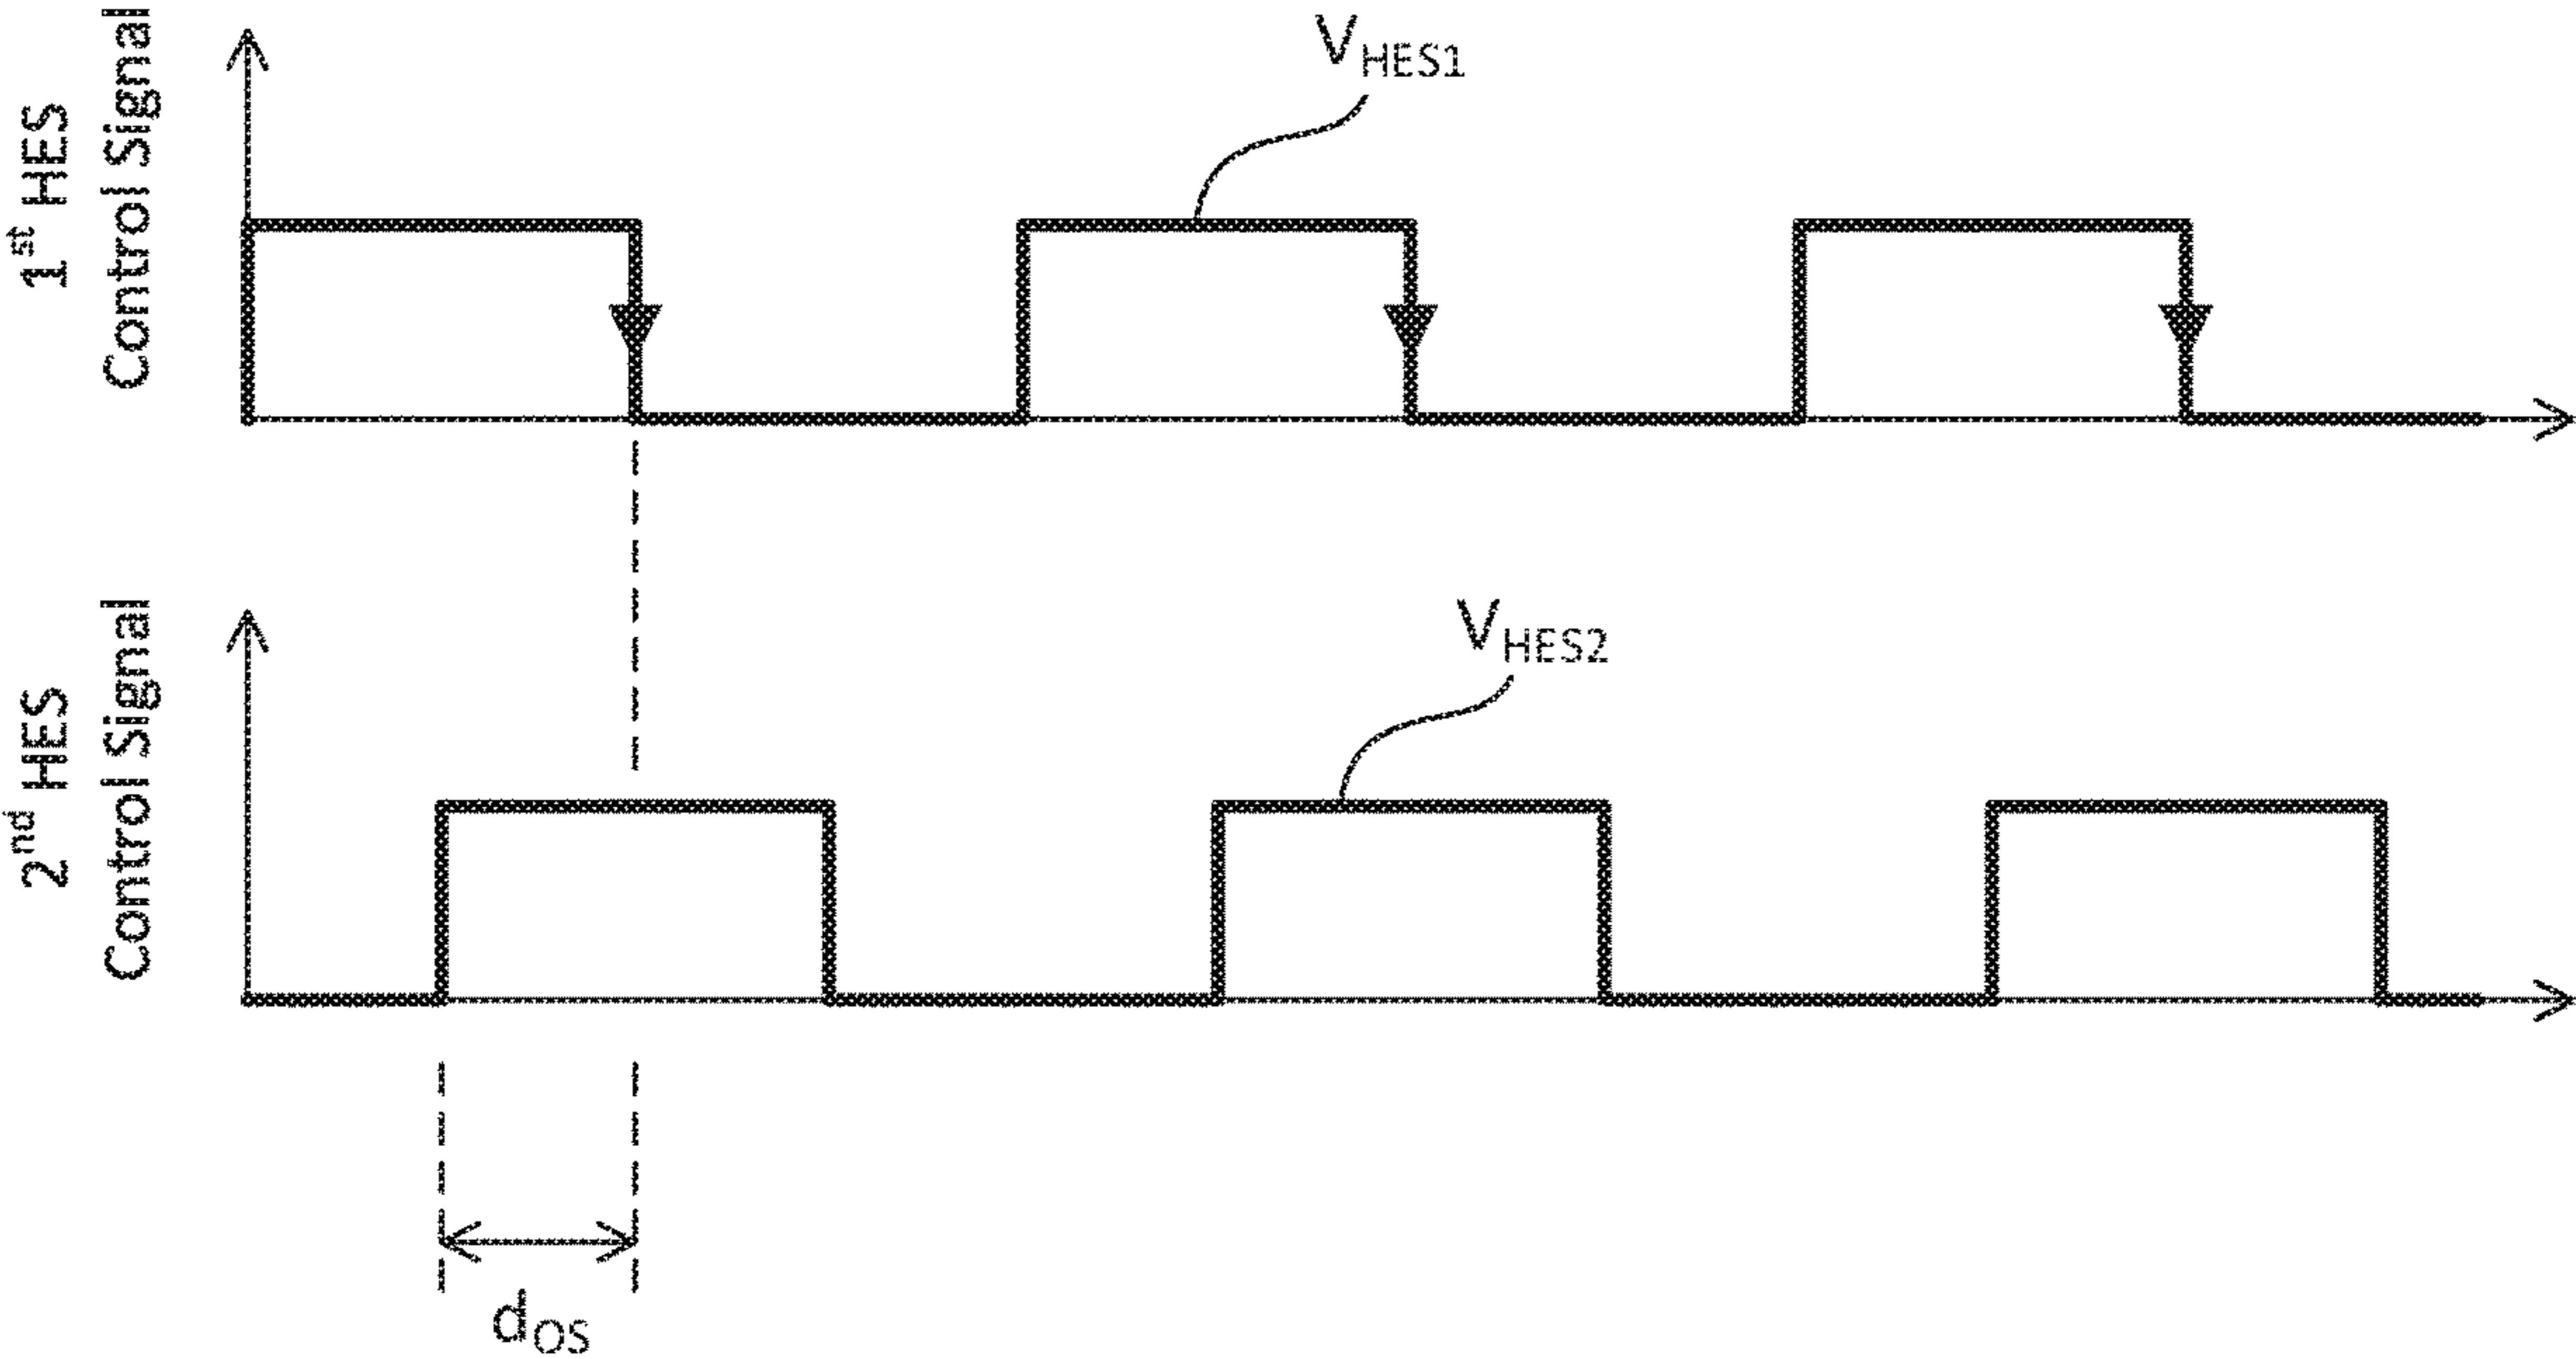 1st HES
Control Signal
VHES1
2nd HES
Control Signal
VHES2
dOS